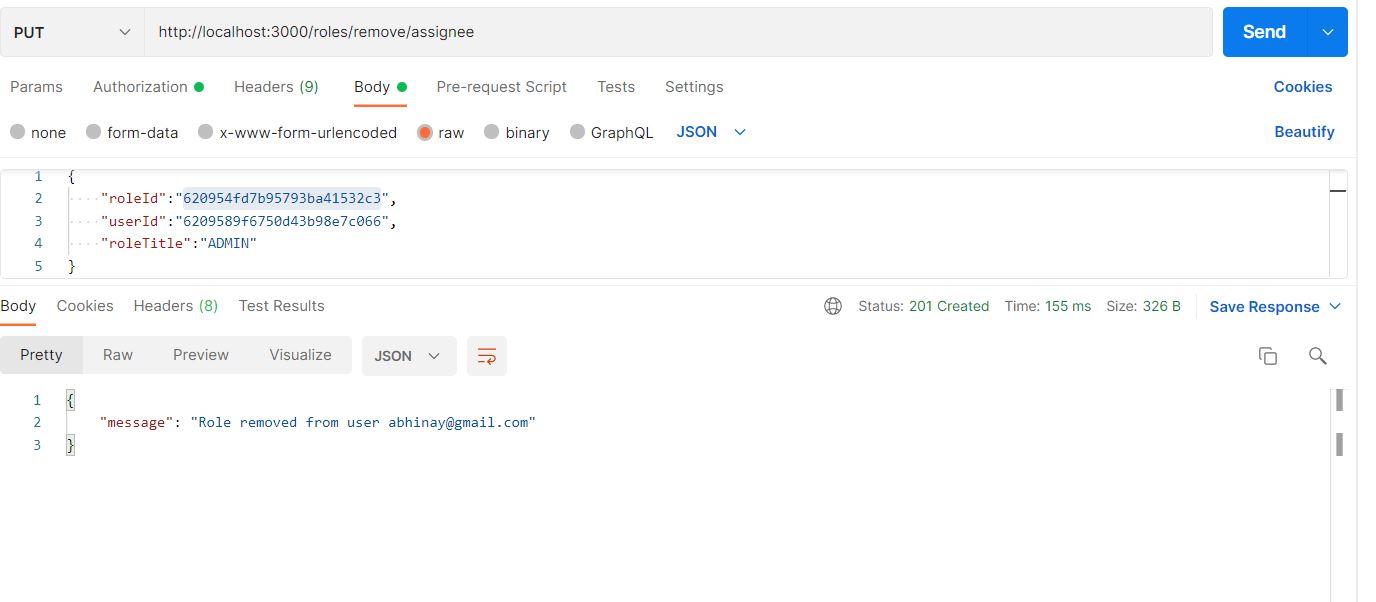 PUT http://localhost:3000/roles/remove/assignee Send
Params Authorization Headers (9) Body Pre-request Script Tests Settings Cookies
none form-data x-www-form-urlencoded raw binary GraphQL JSON Beautify
1 {
2 ····"roleId":"620954fd7b95793ba41532c3",
3 ····"userId":"6209589f6750d43b98e7c066",
4 ····"roleTitle":"ADMIN"
5 }
Body Cookies Headers (8) Test Results Status: 201 Created Time: 155 ms Size: 326 B Save Response
Pretty Raw Preview Visualize JSON
1 {
2 "message": "Role removed from user abhinay@gmail.com"
3 }